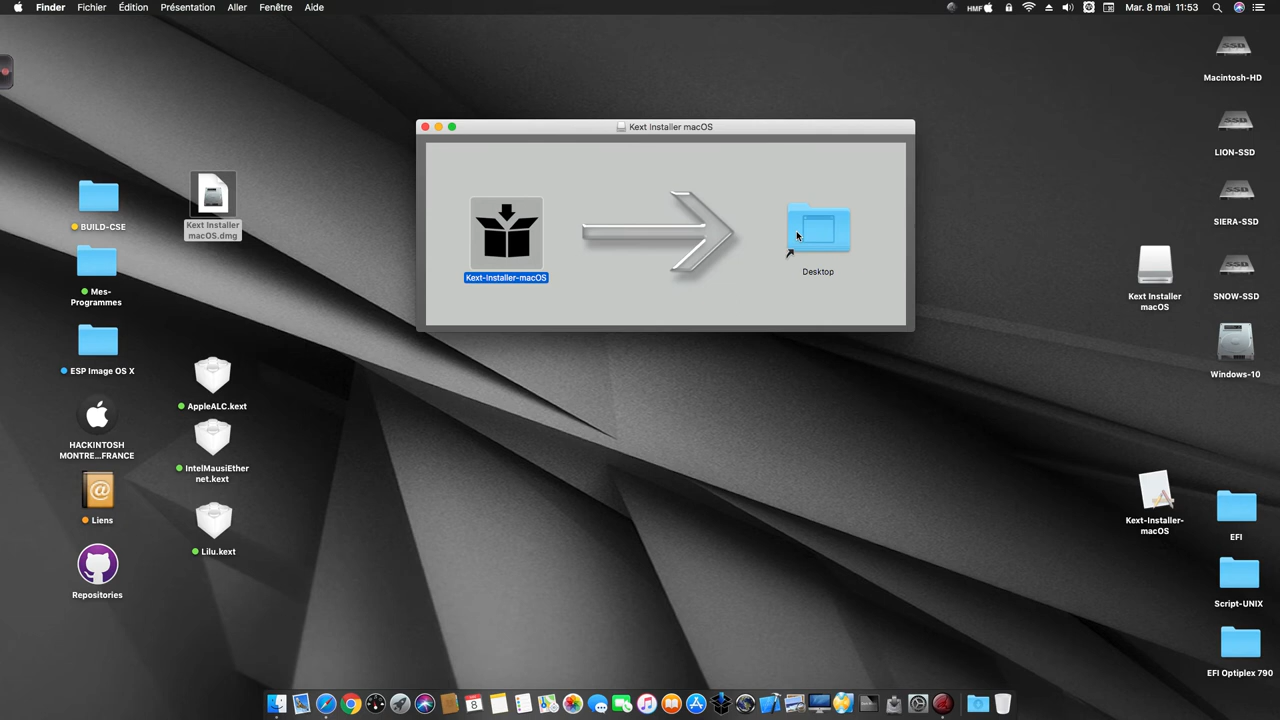 Finder Fichier Édition Présentation Aller Fenêtre Aide
HMF
Mar. 8 mai 11:53
Kext Installer macOS
Kext-Installer-macOS
Desktop
BUILD-CSE
Kext Installer
macOS.dmg
Mes-
Programmes
ESP Image OS X
AppleALC.kext
HACKINTOSH
MONTRE...FRANCE
IntelMausiEther
net.kext
Liens
Lilu.kext
Repositories
Macintosh-HD
LION-SSD
SIERA-SSD
Kext Installer
macOS
SNOW-SSD
Windows-10
Kext-Installer-
macOS
EFI
Script-UNIX
EFI Optiplex 790
8